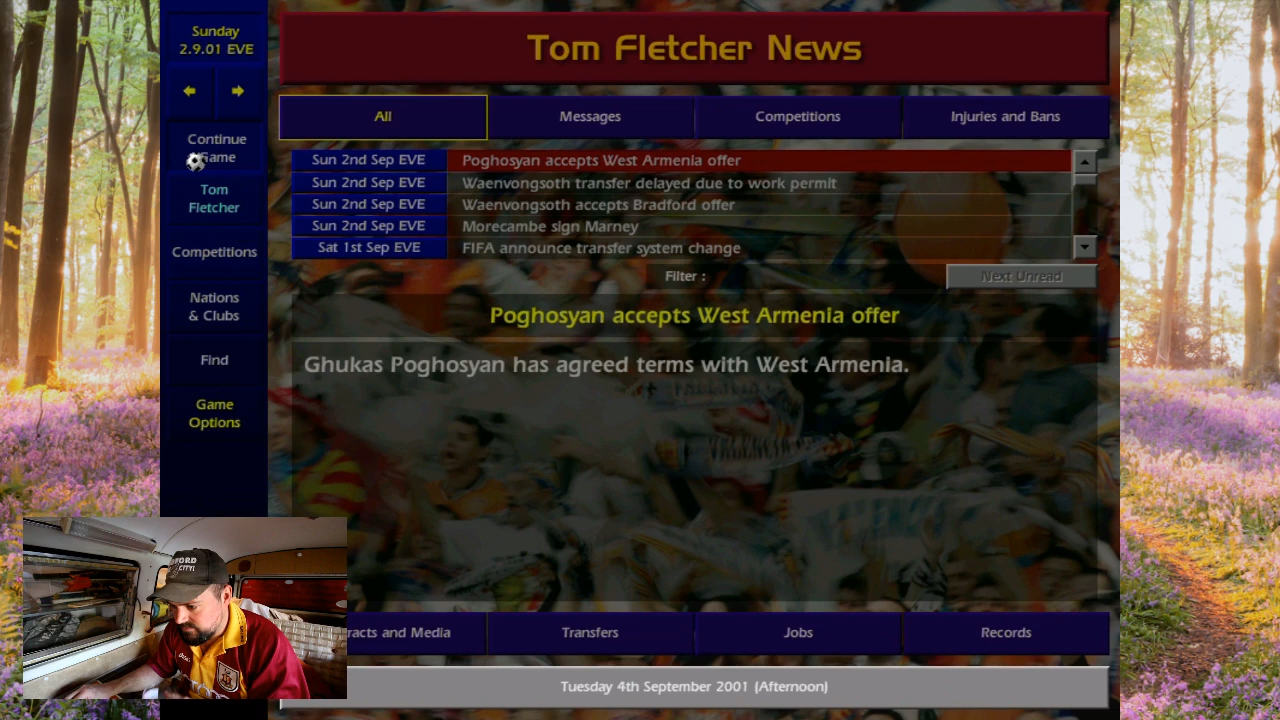 Sunday
2.9.01 EVE
Continue
Game
Tom
Fletcher
Competitions
Nations
& Clubs
Find
Game
Options
Tom Fletcher News
All
Messages
Competitions
Injuries and Bans
Sun 2nd Sep EVE Poghosyan accepts West Armenia offer
Sun 2nd Sep EVE Waenvongsoth transfer delayed due to work permit
Sun 2nd Sep EVE Waenvongsoth accepts Bradford offer
Sun 2nd Sep EVE Morecambe sign Marney
Sat 1st Sep EVE FIFA announce transfer system change
Filter :
Next Unread
Poghosyan accepts West Armenia offer
Ghukas Poghosyan has agreed terms with West Armenia.
racts and Media
Transfers
Jobs
Records
Tuesday 4th September 2001 (Afternoon)
CITY